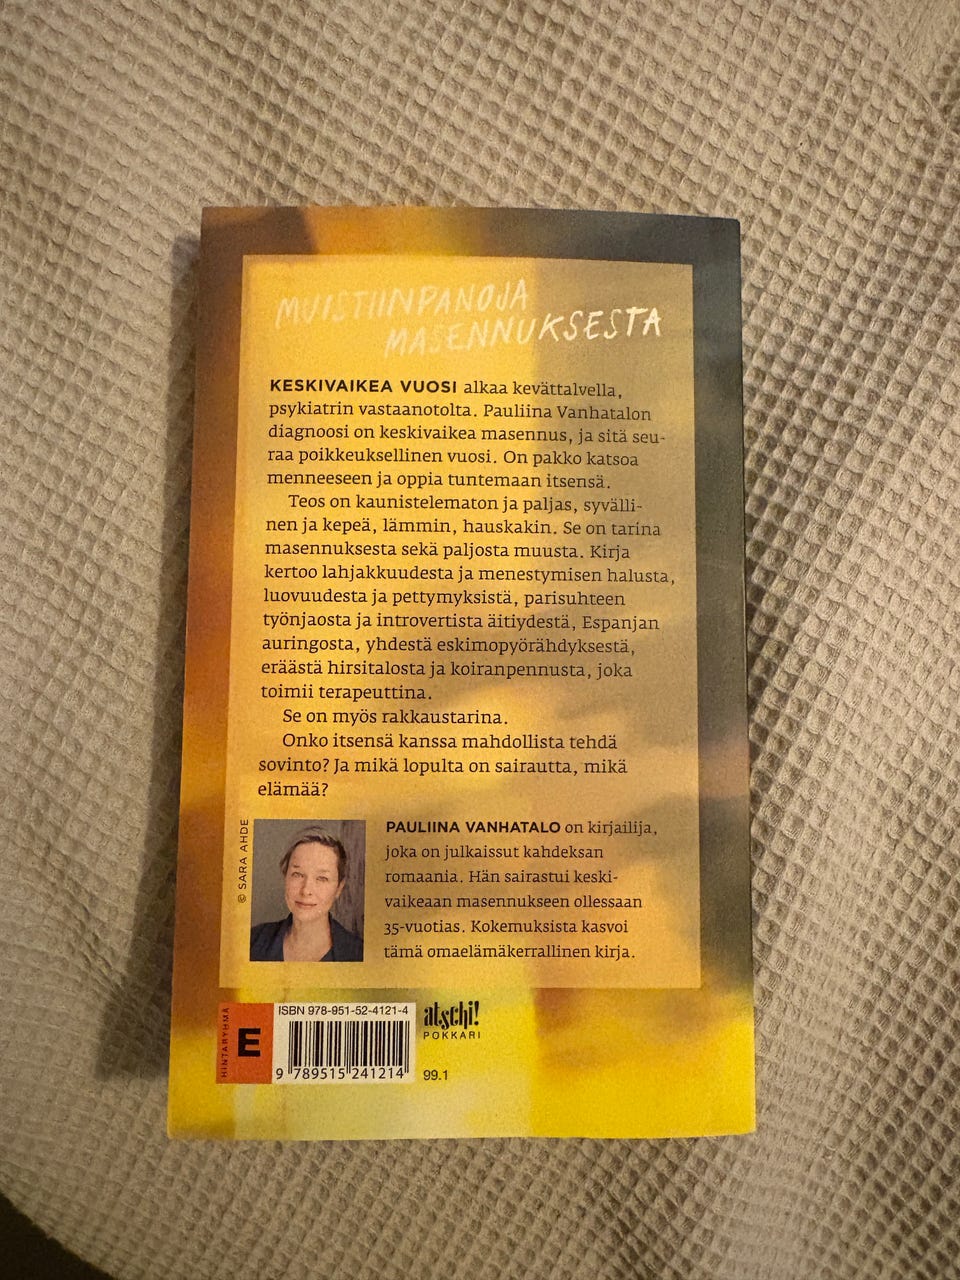 MUISTIINPANOJA
MASENNUKSESTA
KESKIVAIKEA VUOSI alkaa kevättalvella,
psykiatrin vastaanotolta. Pauliina Vanhatalon
diagnoosi on keskivaikea masennus, ja sitä seu-
raa poikkeuksellinen vuosi. On pakko katsoa
menneeseen ja oppia tuntemaan itsensä.
Teos on kaunistelematon ja paljas, syvälli-
nen ja kepeä, lämmin, hauskakin. Se on tarina
masennuksesta sekä paljosta muusta. Kirja
kertoo lahjakkuudesta ja menestymisen halusta,
luovuudesta ja pettymyksistä, parisuhteen
työnjaosta ja introvertista äitiydestä, Espanjan
auringosta, yhdestä eskimopyörähdyksestä,
eräästä hirsitalosta ja koiranpennusta, joka
toimii terapeuttina.
Se on myös rakkaustarina.
Onko itsensä kanssa mahdollista tehdä
sovinto? Ja mikä lopulta on sairautta, mikä
elämää?
© SARA AHDE
PAULIINA VANHATALO on kirjailija,
joka on julkaissut kahdeksan
romaania. Hän sairastui keski-
vaikeaan masennukseen ollessaan
35-vuotias. Kokemuksista kasvoi
tämä omaelämäkerrallinen kirja.
HINTARYHMÄ
E
ISBN 978-951-52-4121-4
9 789515 241214
atschi!
POKKARI
99.1